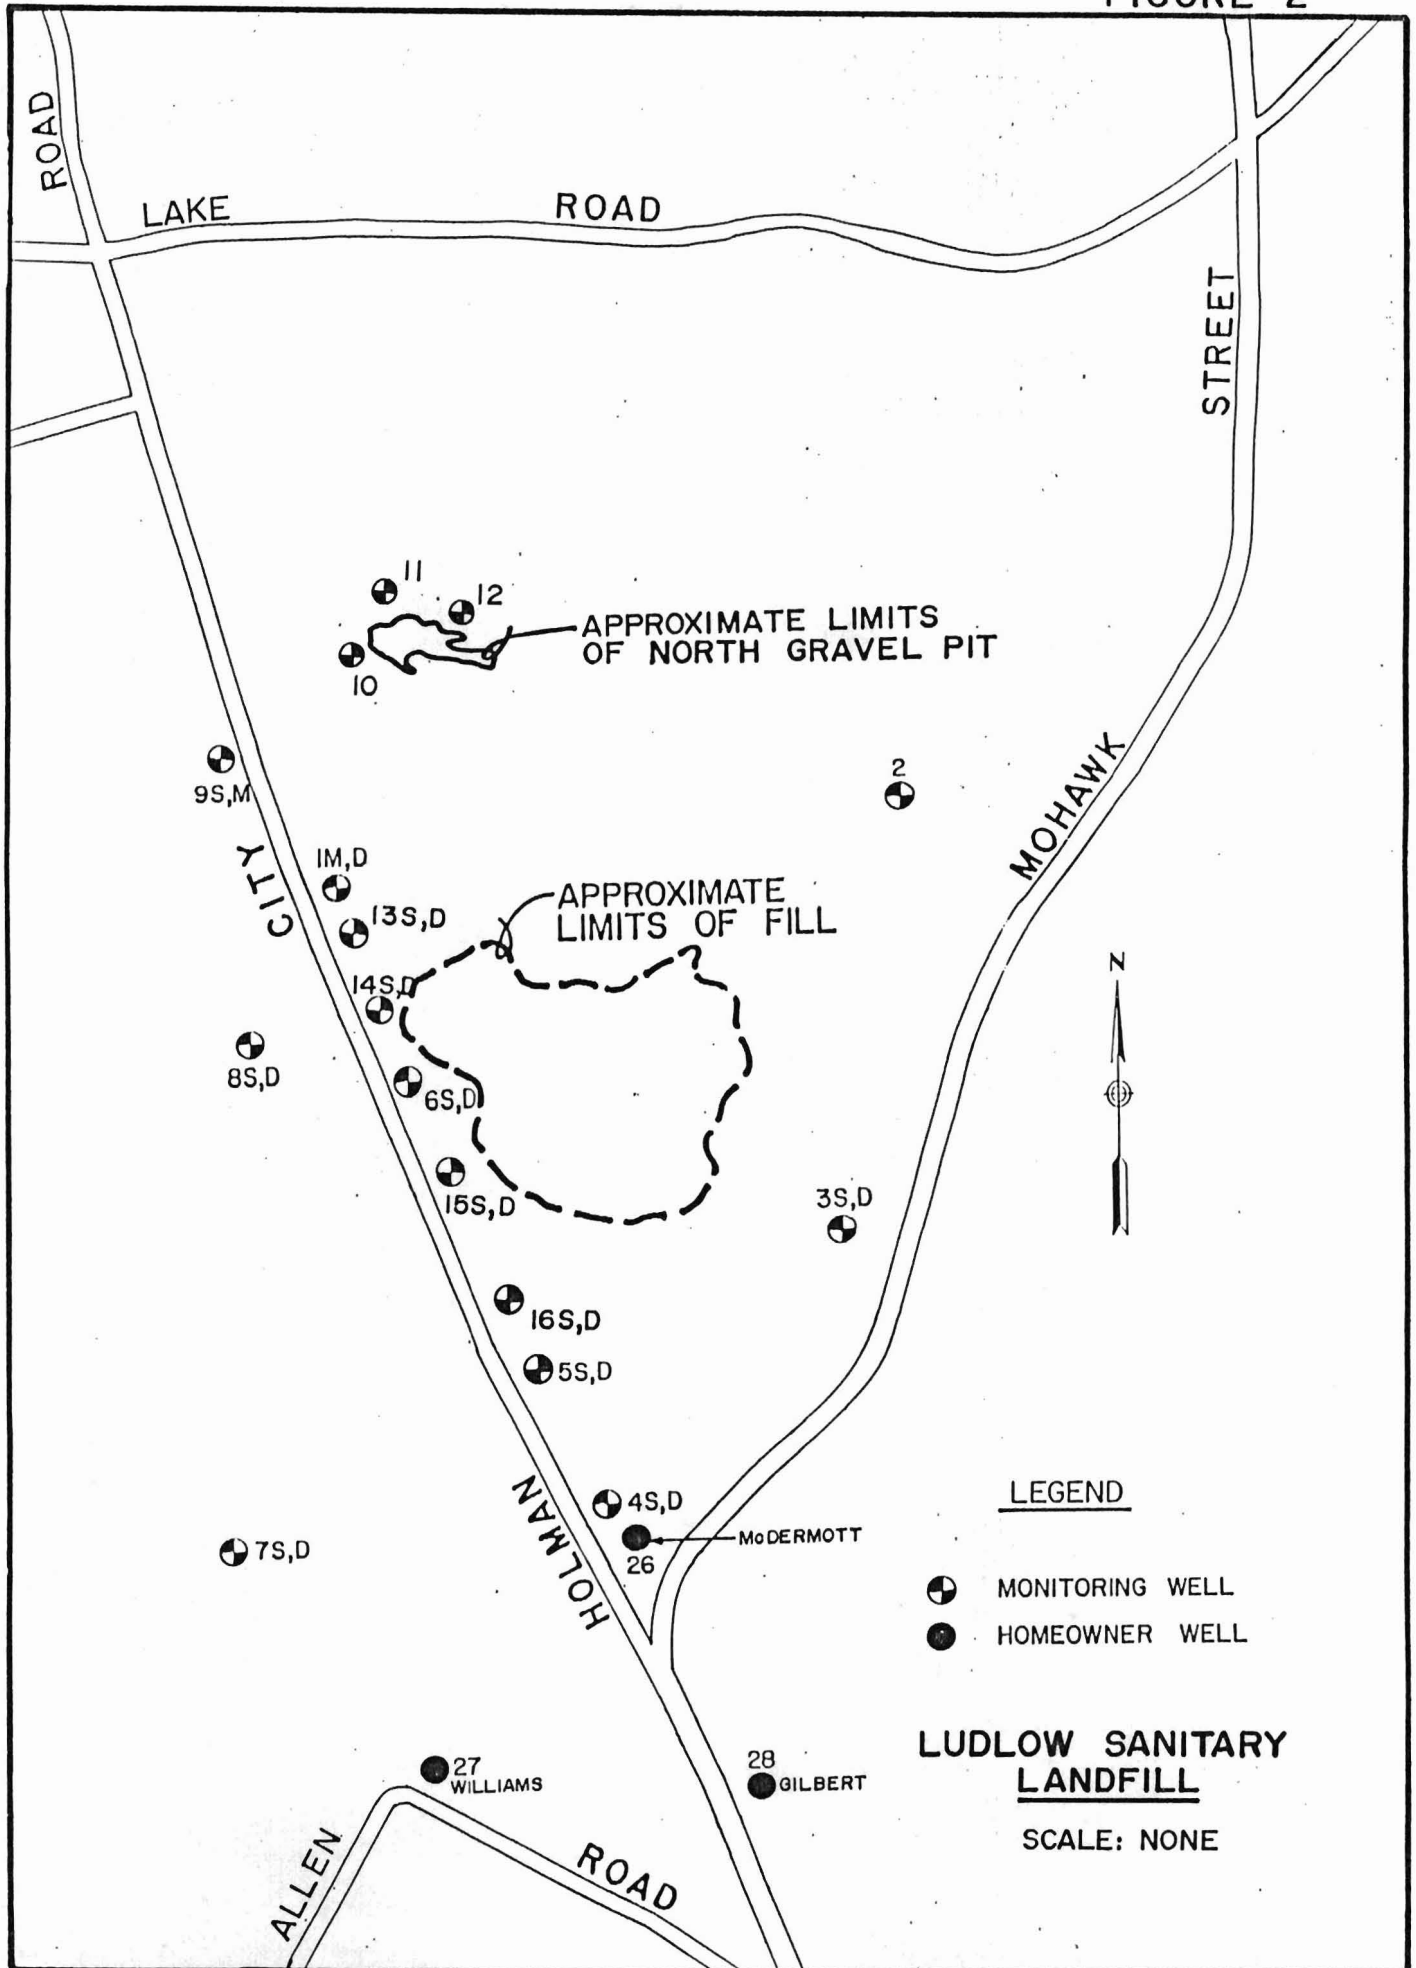 FIGURE 2
ROAD
LAKE ROAD
STREET
11
12
APPROXIMATE LIMITS
OF NORTH GRAVEL PIT
10
9S,M
2
MOHAWK
CITY
1M,D
13S,D
APPROXIMATE
LIMITS OF FILL
14S,D
N
8S,D
6S,D
15S,D
3S,D
16S,D
5S,D
HOLMAN
4S,D
McDERMOTT
26
7S,D
LEGEND
MONITORING WELL
HOMEOWNER WELL
27
WILLIAMS
28
GILBERT
LUDLOW SANITARY
LANDFILL
SCALE: NONE
ALLEN ROAD